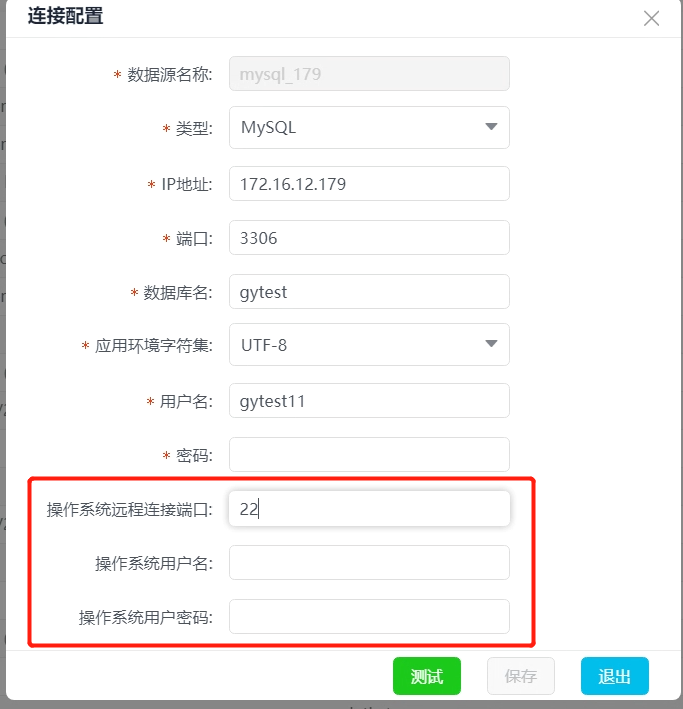 连接配置
* 数据源名称: mysql_179
* 类型: MySQL
* IP地址: 172.16.12.179
* 端口: 3306
* 数据库名: gytest
* 应用环境字符集: UTF-8
* 用户名: gytest11
* 密码:
操作系统远程连接端口: 22
操作系统用户名:
操作系统用户密码:
测试 保存 退出